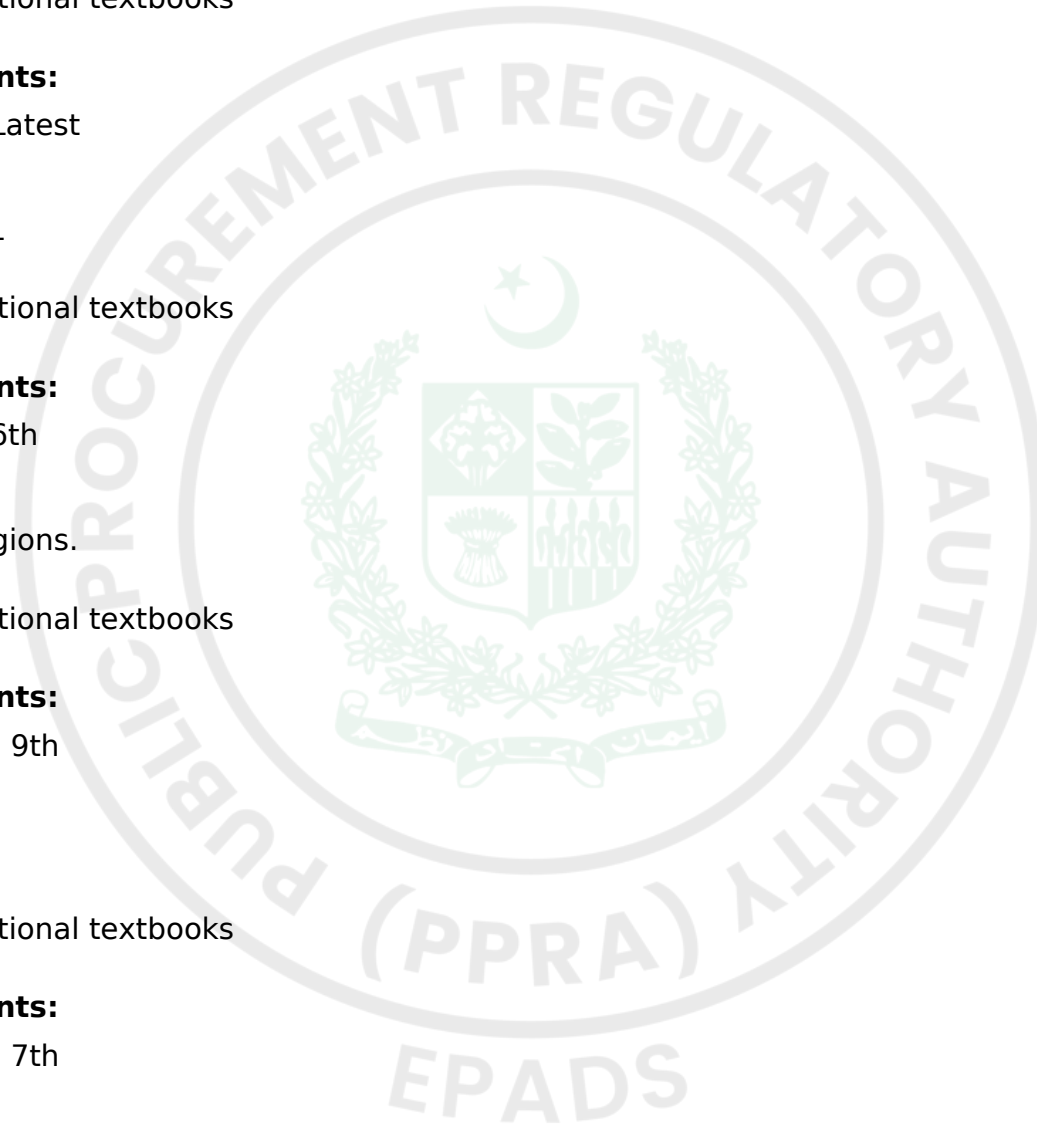 tional textbooks
nts:
Latest
tional textbooks
nts:
6th
gions.
tional textbooks
nts:
9th
tional textbooks
nts:
7th
PUBLIC PROCUREMENT REGULATORY AUTHORITY
(PPRA)
EPADS